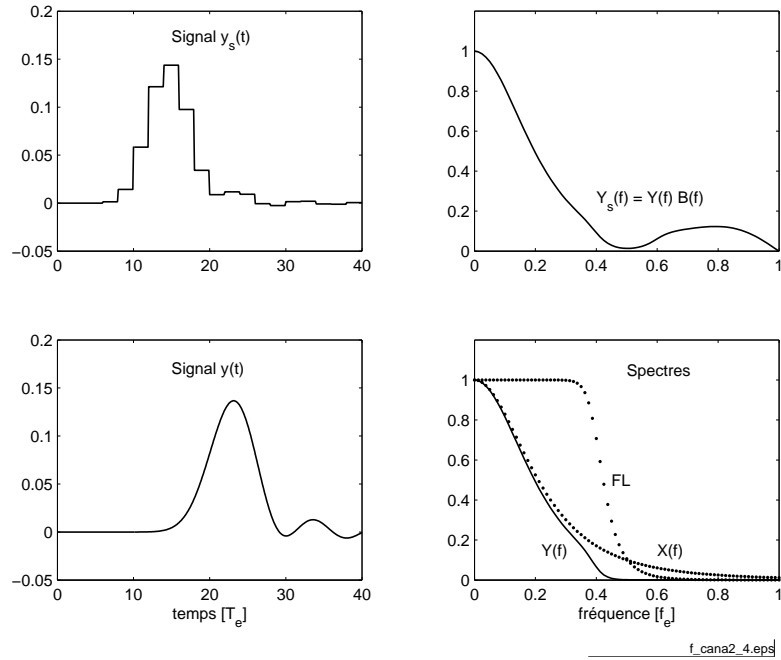 0.2
0.15
0.1
0.05
0
−0.05
0 10 20 30 40
Signal y_s(t)
1
0.8
0.6
0.4
0.2
0
0 0.2 0.4 0.6 0.8 1
Y_s(f) = Y(f) B(f)
0.2
0.15
0.1
0.05
0
−0.05
0 10 20 30 40
Signal y(t)
temps [T_e]
1
0.8
0.6
0.4
0.2
0
0 0.2 0.4 0.6 0.8 1
Spectres
FL
Y(f)
X(f)
fréquence [f_e]
f_cana2_4.eps